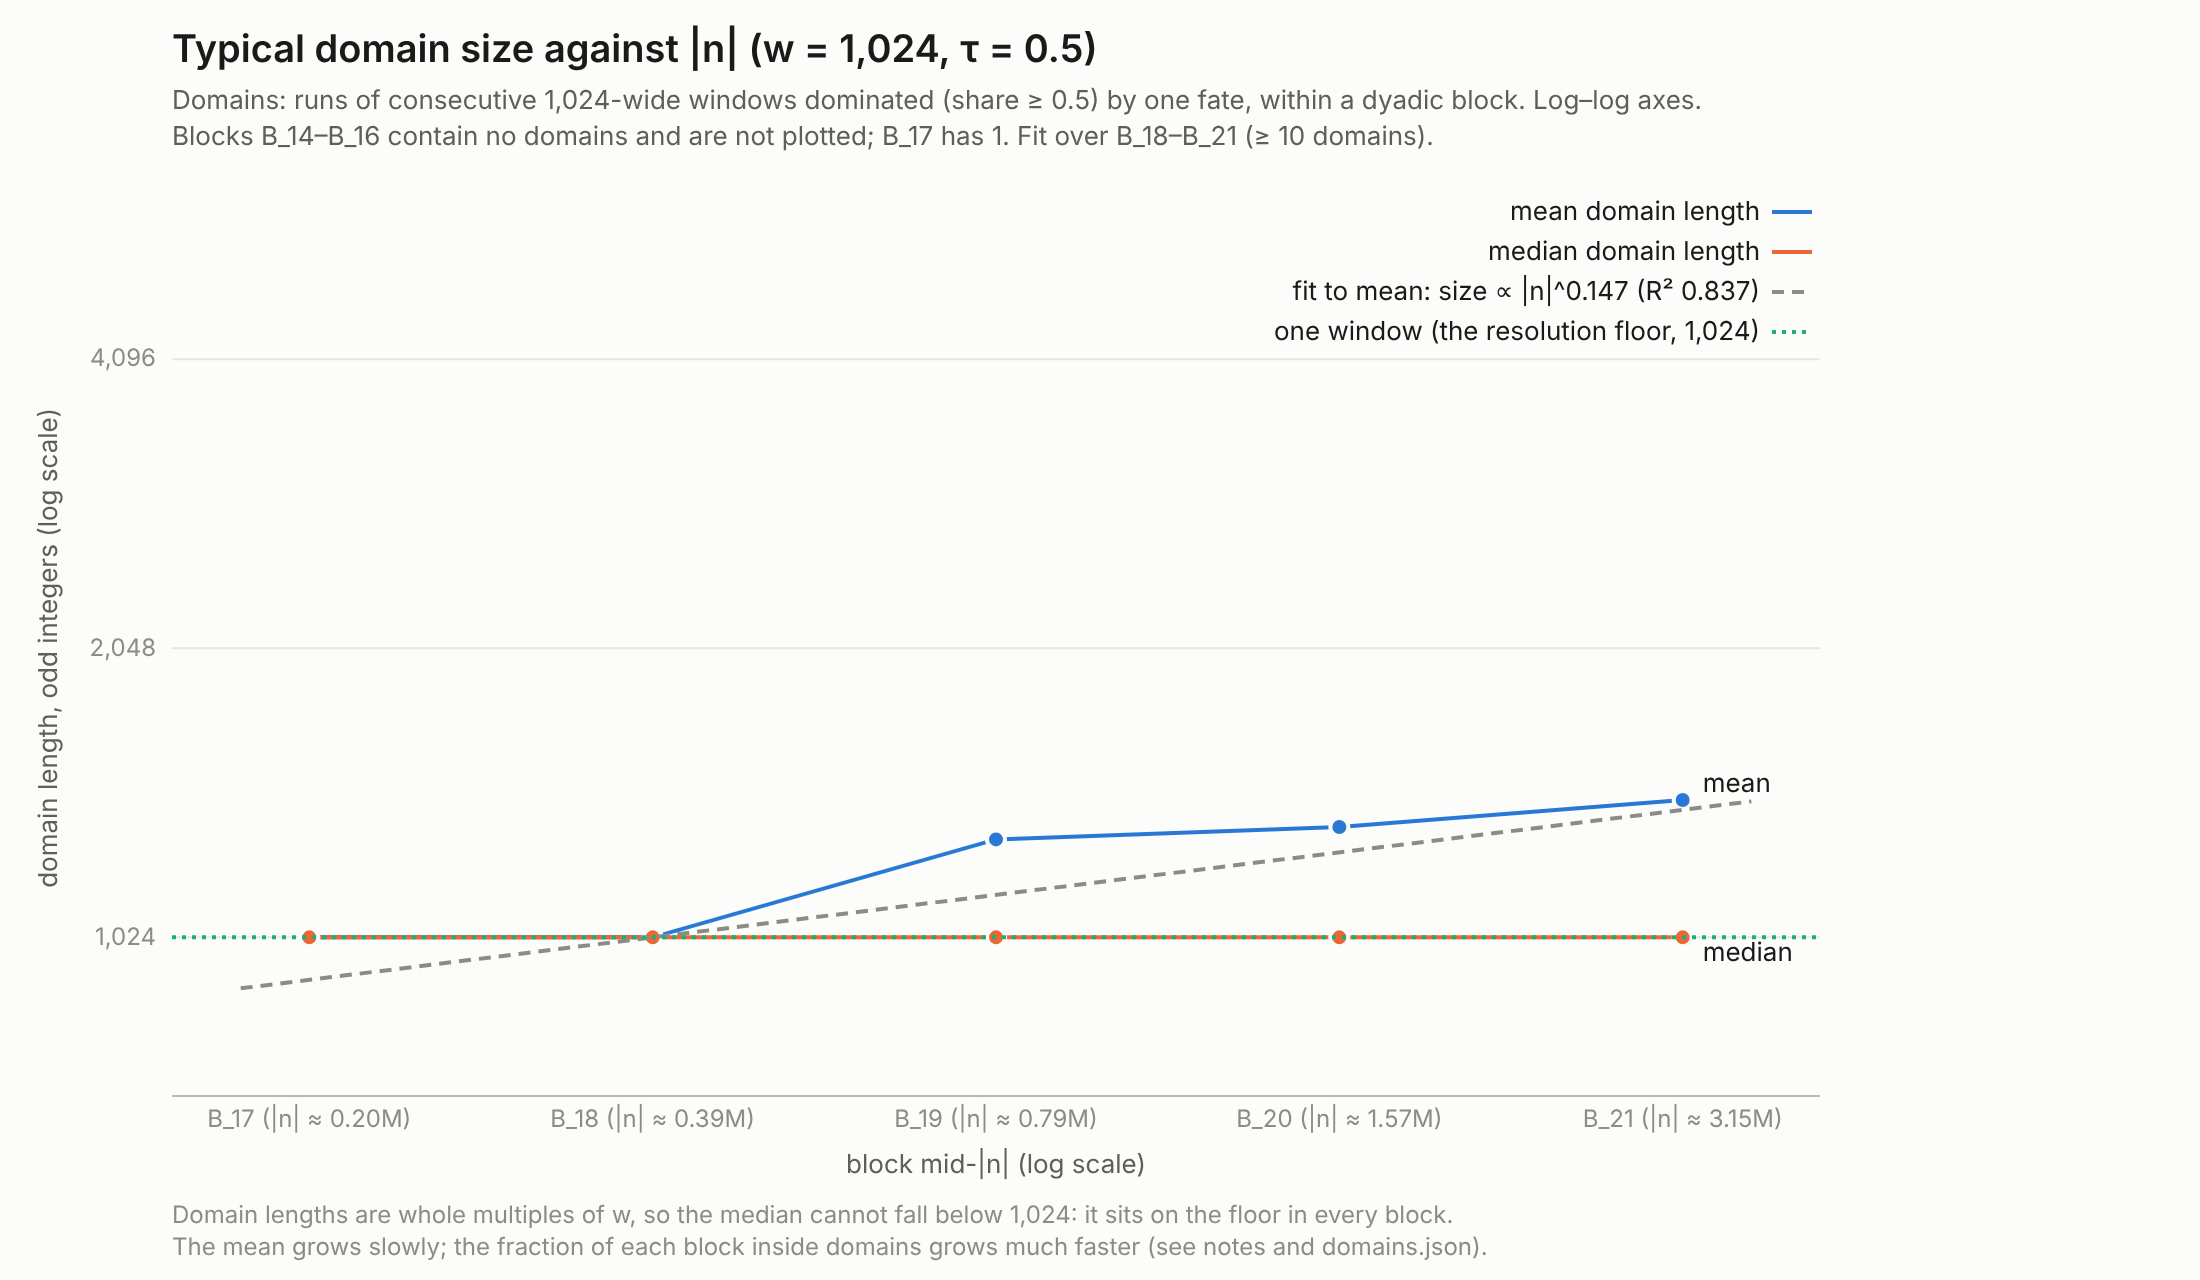 Typical domain size against |n| (w = 1,024, τ = 0.5)
Domains: runs of consecutive 1,024-wide windows dominated (share ≥ 0.5) by one fate, within a dyadic block. Log–log axes.
Blocks B_14–B_16 contain no domains and are not plotted; B_17 has 1. Fit over B_18–B_21 (≥ 10 domains).
mean domain length
median domain length
fit to mean: size ∝ |n|^0.147 (R² 0.837)
one window (the resolution floor, 1,024)
4,096
2,048
1,024
domain length, odd integers (log scale)
mean
median
B_17 (|n| ≈ 0.20M)
B_18 (|n| ≈ 0.39M)
B_19 (|n| ≈ 0.79M)
B_20 (|n| ≈ 1.57M)
B_21 (|n| ≈ 3.15M)
block mid-|n| (log scale)
Domain lengths are whole multiples of w, so the median cannot fall below 1,024: it sits on the floor in every block.
The mean grows slowly; the fraction of each block inside domains grows much faster (see notes and domains.json).